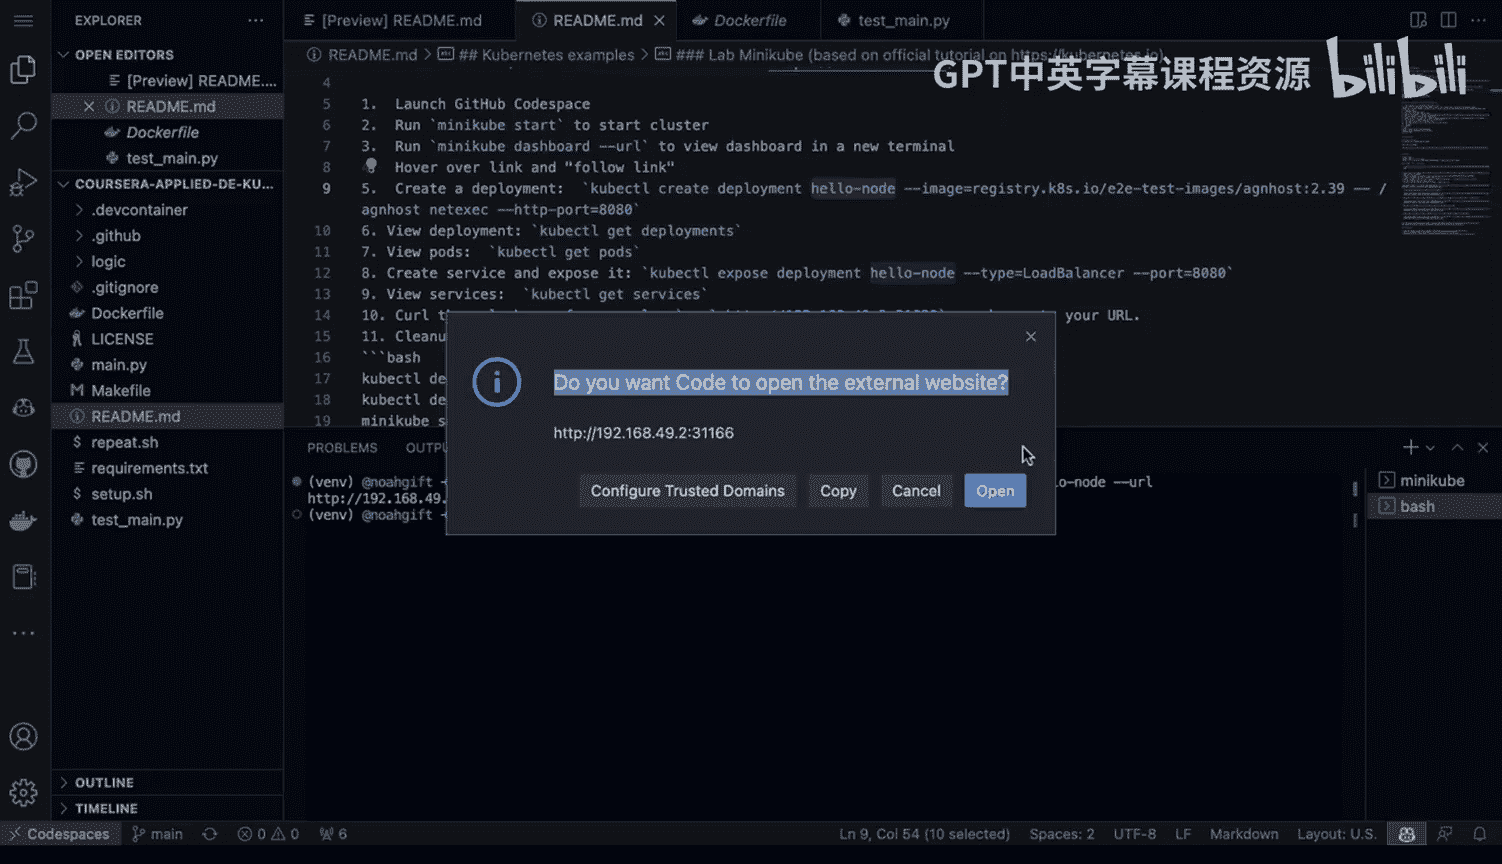 EXPLORER
[Preview] README.md
README.md
Dockerfile
test_main.py
OPEN EDITORS
[Preview] README....
README.md
Dockerfile
test_main.py
COURSERA-APPLIED-DE-KU...
.devcontainer
.github
logic
.gitignore
Dockerfile
LICENSE
main.py
Makefile
README.md
repeat.sh
requirements.txt
setup.sh
test_main.py
OUTLINE
TIMELINE
README.md > ## Kubernetes examples > ### Lab Minikube (based on official tutorial on https://kubernetes.io)
GPT中英字幕课程资源 bilibili
4
5 1. Launch GitHub Codespace
6 2. Run `minikube start` to start cluster
7 3. Run `minikube dashboard --url` to view dashboard in a new terminal
8 Hover over link and "follow link"
9 5. Create a deployment: `kubectl create deployment hello-node --image=registry.k8s.io/e2e-test-images/agnhost:2.39 -- /
agnhost netexec --http-port=8080`
10 6. View deployment: `kubectl get deployments`
11 7. View pods: `kubectl get pods`
12 8. Create service and expose it: `kubectl expose deployment hello-node --type=LoadBalancer --port=8080`
13 9. View services: `kubectl get services`
14 10. Curl your URL.
15 11. Cleanu
16 ```bash
17 kubectl de
18 kubectl de
19 minikube s
Do you want Code to open the external website?
http://192.168.49.2:31166
Configure Trusted Domains
Copy
Cancel
Open
PROBLEMS OUTPU
(venv) @noahgift lo-node --url
http://192.168.49.
(venv) @noahgift
minikube
bash
Codespaces main 0 0 6
Ln 9, Col 54 (10 selected) Spaces: 2 UTF-8 LF Markdown Layout: U.S.